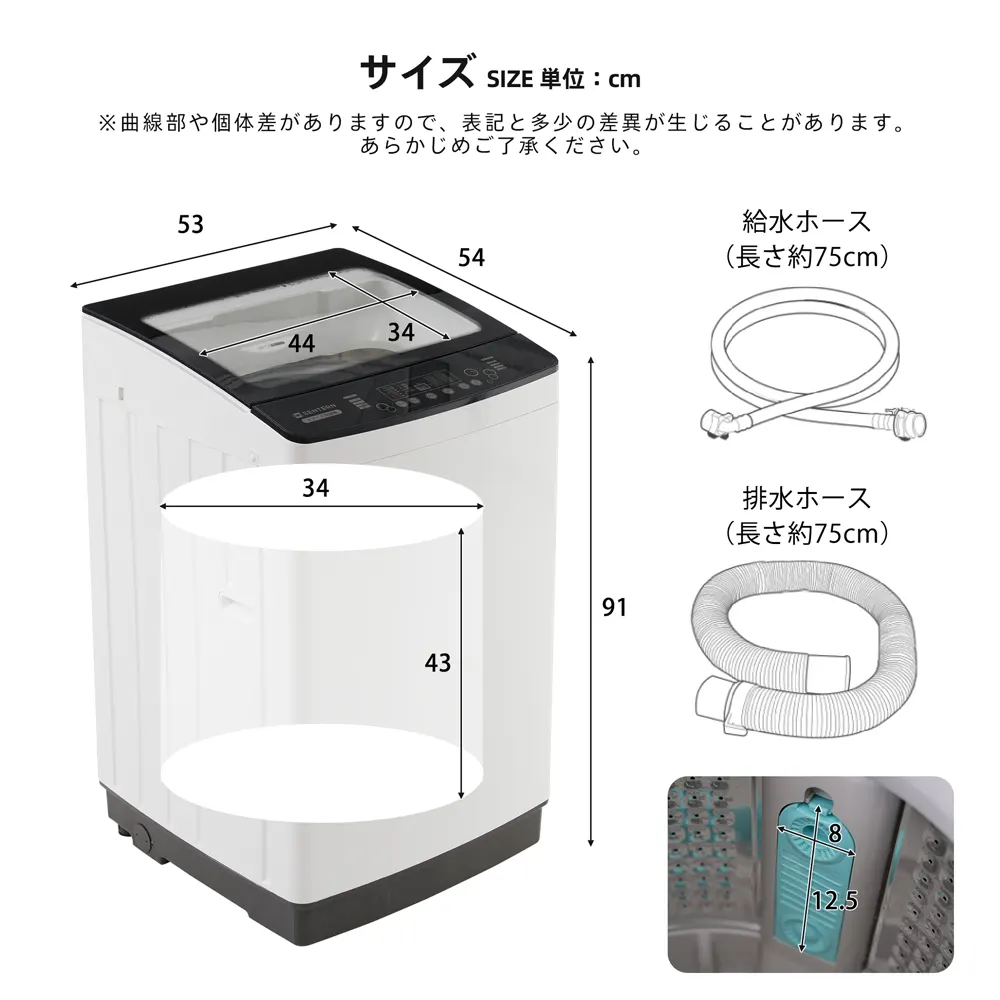 サイズ SIZE 単位：cm
※曲線部や個体差がありますので、表記と多少の差異が生じることがあります。
あらかじめご了承ください。
53
54
44
34
SENTERN
34
43
91
給水ホース
（長さ約75cm）
排水ホース
（長さ約75cm）
8
12.5